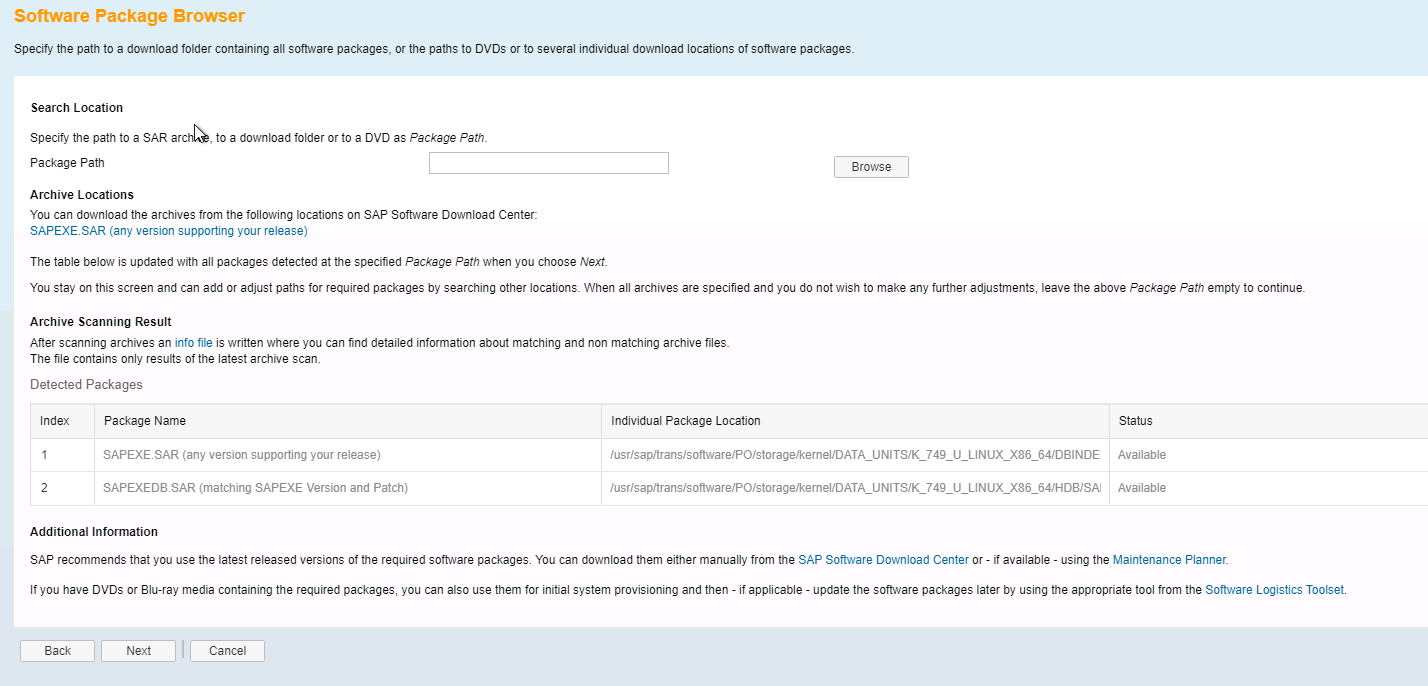 Software Package Browser
Specify the path to a download folder containing all software packages, or the paths to DVDs or to several individual download locations of software packages.
Search Location
Specify the path to a SAR archive, to a download folder or to a DVD as Package Path.
Package Path
Browse
Archive Locations
You can download the archives from the following locations on SAP Software Download Center:
SAPEXE.SAR (any version supporting your release)
The table below is updated with all packages detected at the specified Package Path when you choose Next.
You stay on this screen and can add or adjust paths for required packages by searching other locations. When all archives are specified and you do not wish to make any further adjustments, leave the above Package Path empty to continue.
Archive Scanning Result
After scanning archives an info file is written where you can find detailed information about matching and non matching archive files.
The file contains only results of the latest archive scan.
Detected Packages
Index Package Name Individual Package Location Status
1 SAPEXE.SAR (any version supporting your release) /usr/sap/trans/software/PO/storage/kernel/DATA_UNITS/K_749_U_LINUX_X86_64/DBINDE Available
2 SAPEXEDB.SAR (matching SAPEXE Version and Patch) /usr/sap/trans/software/PO/storage/kernel/DATA_UNITS/K_749_U_LINUX_X86_64/HDB/SAI Available
Additional Information
SAP recommends that you use the latest released versions of the required software packages. You can download them either manually from the SAP Software Download Center or - if available - using the Maintenance Planner.
If you have DVDs or Blu-ray media containing the required packages, you can also use them for initial system provisioning and then - if applicable - update the software packages later by using the appropriate tool from the Software Logistics Toolset.
Back Next Cancel